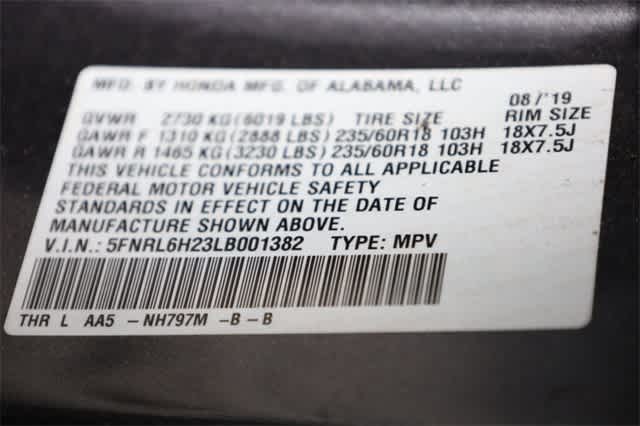 MFD. BY HONDA MFG. OF ALABAMA, LLC 08/'19
GVWR 2730 KG(6019 LBS) TIRE SIZE RIM SIZE
GAWR F 1310 KG(2888 LBS) 235/60R18 103H 18X7.5J
GAWR R 1465 KG(3230 LBS) 235/60R18 103H 18X7.5J
THIS VEHICLE CONFORMS TO ALL APPLICABLE
FEDERAL MOTOR VEHICLE SAFETY
STANDARDS IN EFFECT ON THE DATE OF
MANUFACTURE SHOWN ABOVE.
V.I.N.: 5FNRL6H23LB001382 TYPE: MPV
THR L AA5 -NH797M -B-B